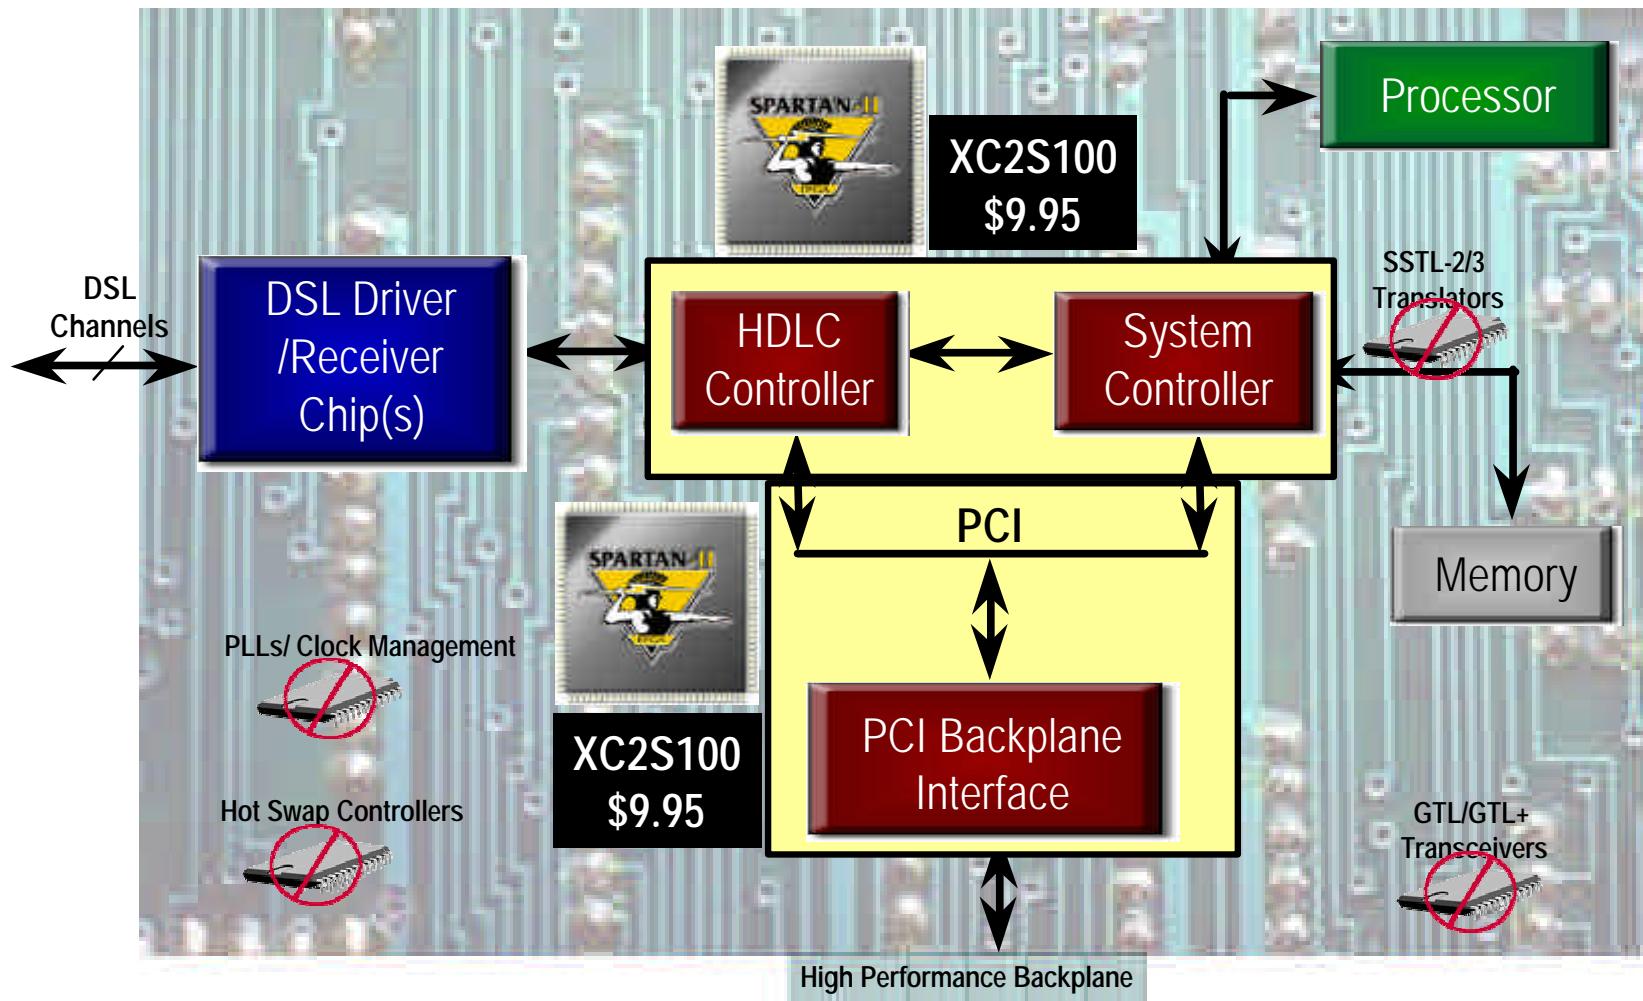 SPARTAN-II
XC2S100
$9.95
Processor
SSTL-2/3
Translators
DSL
Channels
DSL Driver
/Receiver
Chip(s)
HDLC
Controller
System
Controller
PCI
SPARTAN-II
Memory
PLLs/ Clock Management
XC2S100
$9.95
PCI Backplane
Interface
Hot Swap Controllers
GTL/GTL+
Transceivers
High Performance Backplane